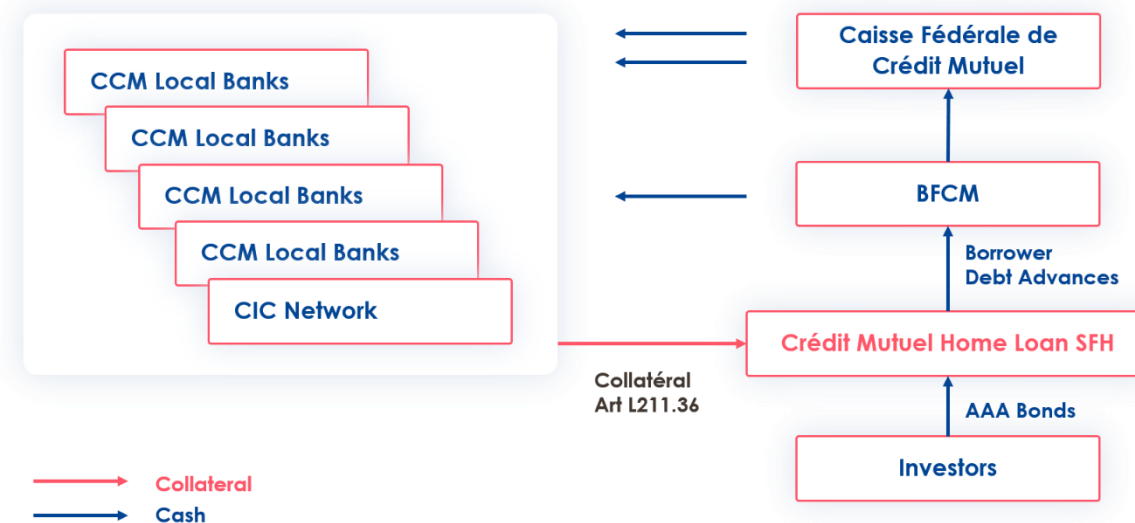 CCM Local Banks
CCM Local Banks
CCM Local Banks
CCM Local Banks
CIC Network
Caisse Fédérale de
Crédit Mutuel
BFCM
Borrower
Debt Advances
Crédit Mutuel Home Loan SFH
Collatéral
Art L211.36
AAA Bonds
Investors
Collateral
Cash